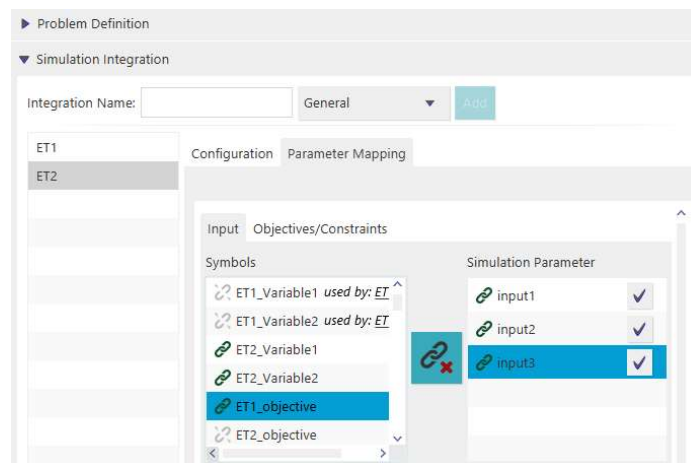 Problem Definition
Simulation Integration
Integration Name: General Add
ET1
ET2
Configuration Parameter Mapping
Input Objectives/Constraints
Symbols
ET1_Variable1 used by: ET
ET1_Variable2 used by: ET
ET2_Variable1
ET2_Variable2
ET1_objective
ET2_objective
Simulation Parameter
input1
input2
input3